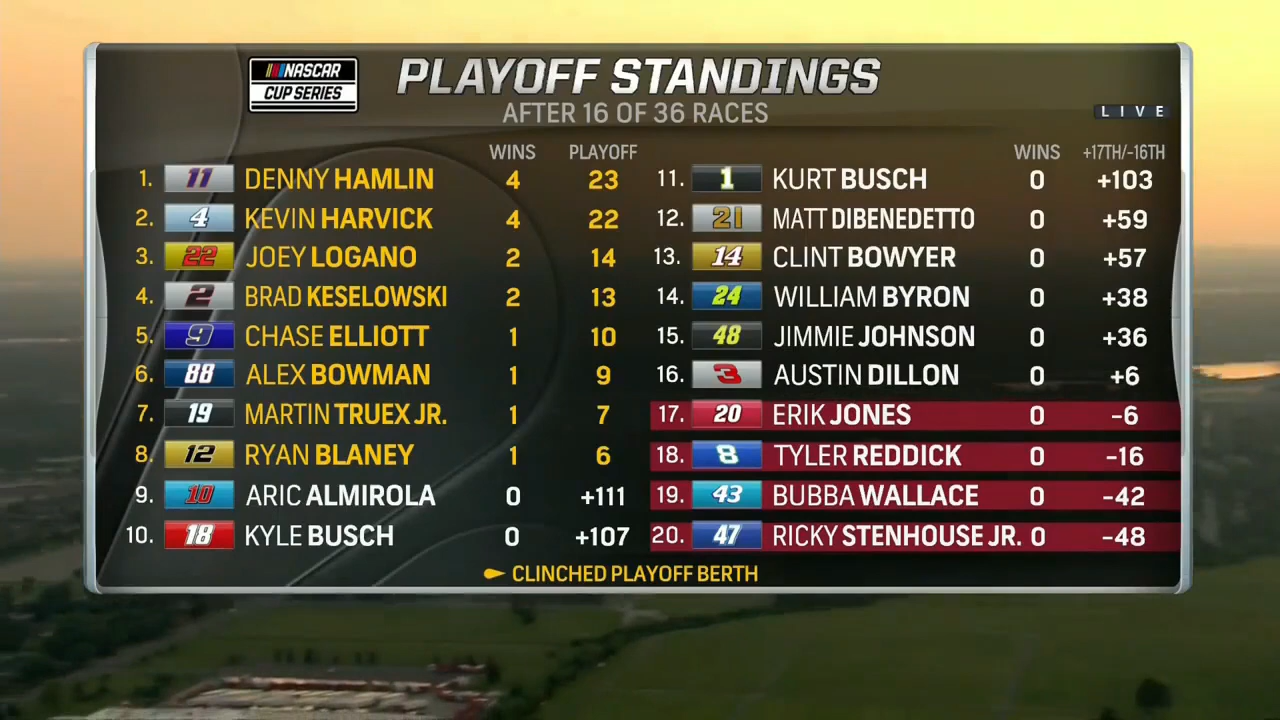 NASCAR
CUP SERIES
PLAYOFF STANDINGS
AFTER 16 OF 36 RACES
LIVE
WINS PLAYOFF
1. 11 DENNY HAMLIN 4 23
2. 4 KEVIN HARVICK 4 22
3. 22 JOEY LOGANO 2 14
4. 2 BRAD KESELOWSKI 2 13
5. 9 CHASE ELLIOTT 1 10
6. 88 ALEX BOWMAN 1 9
7. 19 MARTIN TRUEX JR. 1 7
8. 12 RYAN BLANEY 1 6
9. 10 ARIC ALMIROLA 0 +111
10. 18 KYLE BUSCH 0 +107
WINS +17TH/-16TH
11. 1 KURT BUSCH 0 +103
12. 21 MATT DIBENEDETTO 0 +59
13. 14 CLINT BOWYER 0 +57
14. 24 WILLIAM BYRON 0 +38
15. 48 JIMMIE JOHNSON 0 +36
16. 3 AUSTIN DILLON 0 +6
17. 20 ERIK JONES 0 -6
18. 8 TYLER REDDICK 0 -16
19. 43 BUBBA WALLACE 0 -42
20. 47 RICKY STENHOUSE JR. 0 -48
CLINCHED PLAYOFF BERTH